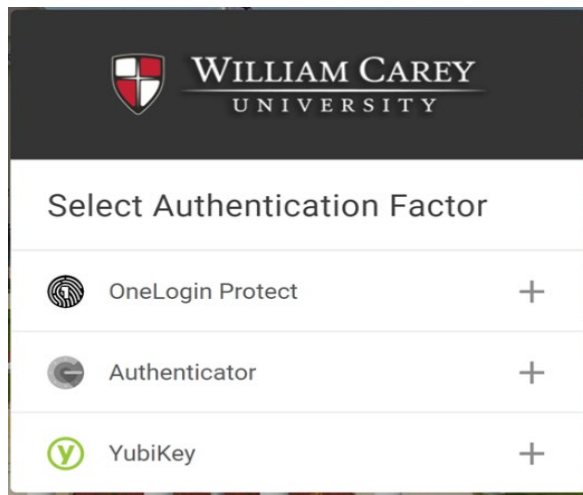 WILLIAM CAREY
UNIVERSITY
Select Authentication Factor
OneLogin Protect
Authenticator
YubiKey